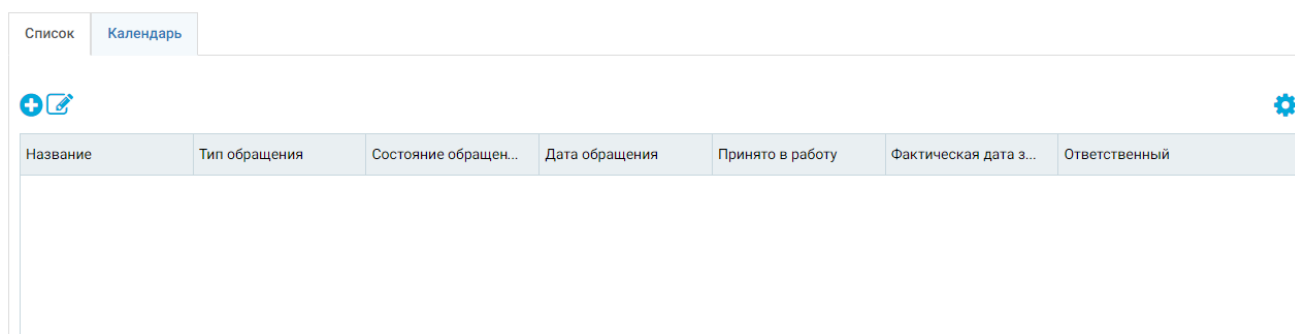 Список Календарь
Название Тип обращения Состояние обращен... Дата обращения Принято в работу Фактическая дата з... Ответственный